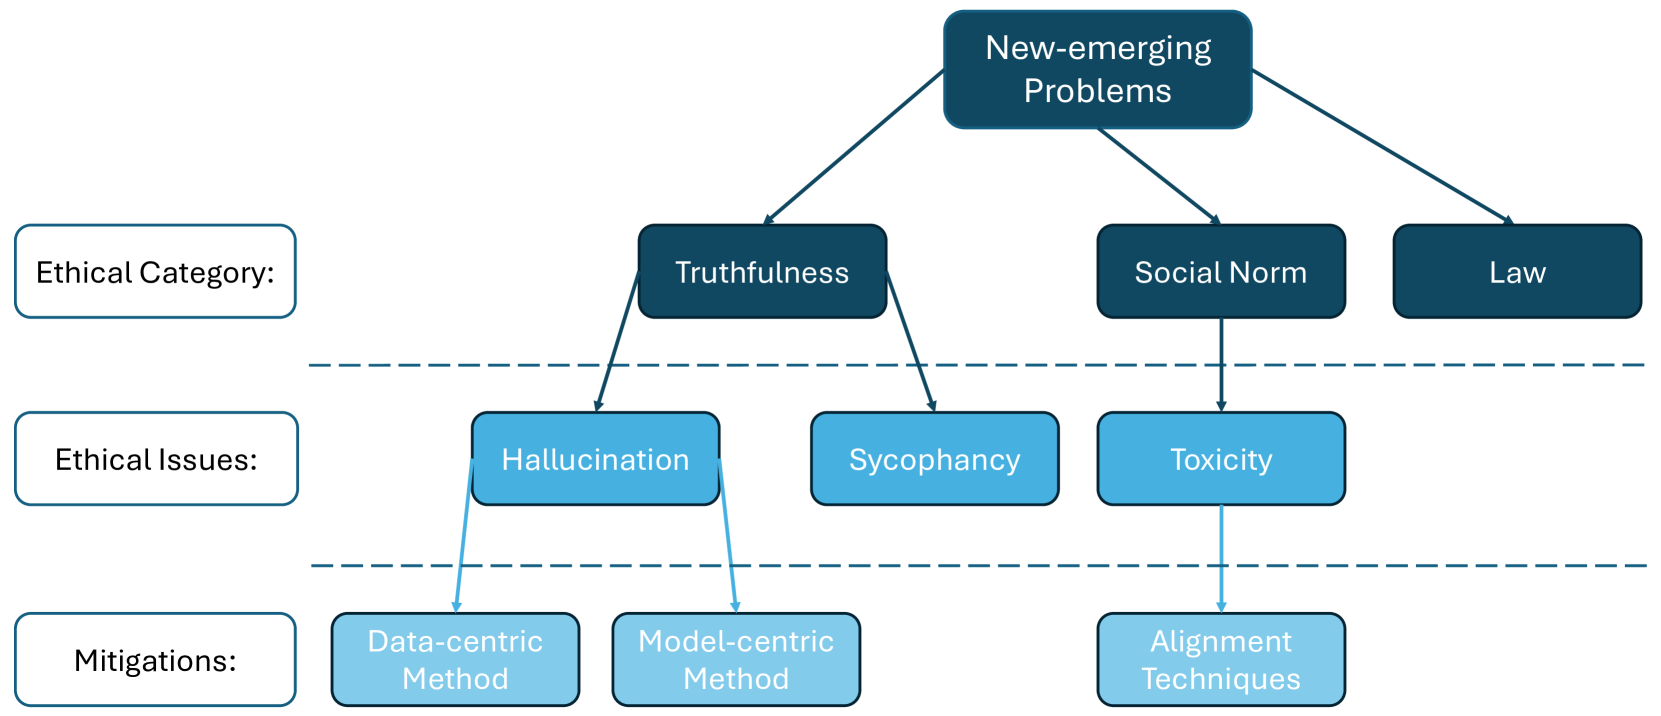 New-emerging
Problems
Ethical Category:
Truthfulness
Social Norm
Law
Ethical Issues:
Hallucination
Sycophancy
Toxicity
Mitigations:
Data-centric
Method
Model-centric
Method
Alignment
Techniques